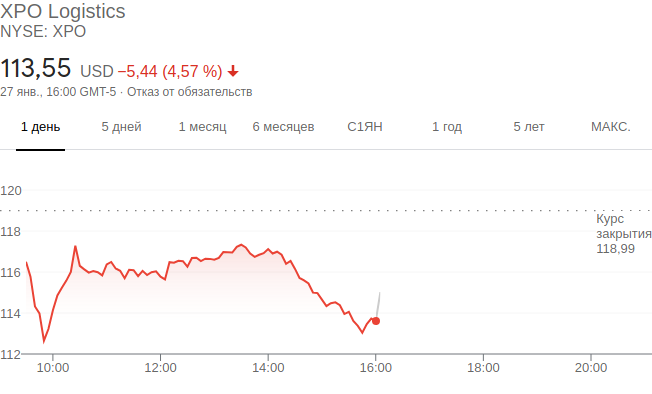 XPO Logistics
NYSE: XPO
113,55 USD −5,44 (4,57 %)
27 янв., 16:00 GMT-5 · Отказ от обязательств
1 день 5 дней 1 месяц 6 месяцев С1ЯН 1 год 5 лет МАКС.
120
Курс
118
закрытия
118,99
116
114
112
10:00 12:00 14:00 16:00 18:00 20:00